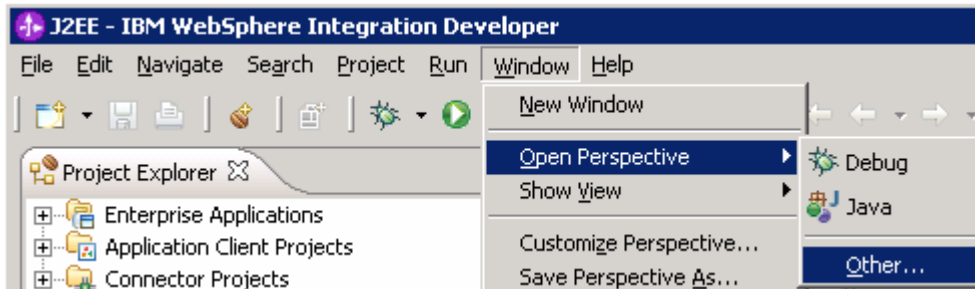 J2EE - IBM WebSphere Integration Developer
File Edit Navigate Search Project Run Window Help
New Window
Open Perspective
Debug
Project Explorer
Show View
Java
Enterprise Applications
Application Client Projects
Customize Perspective...
Other...
Connector Projects
Save Perspective As...